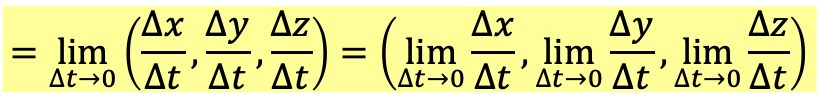 = lim_{Δt→0} (Δx/Δt, Δy/Δt, Δz/Δt) = (lim_{Δt→0} Δx/Δt, lim_{Δt→0} Δy/Δt, lim_{Δt→0} Δz/Δt)